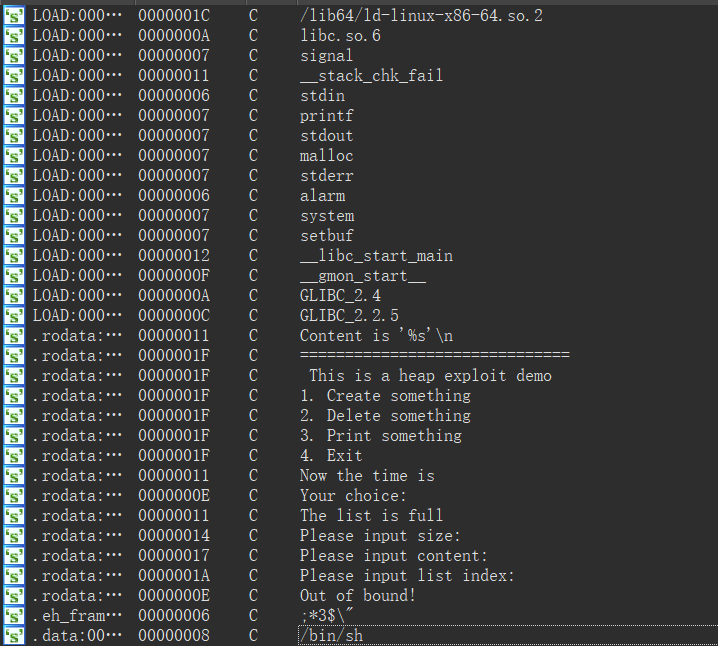 's' LOAD:000… 0000001C C /lib64/ld-linux-x86-64.so.2
's' LOAD:000… 0000000A C libc.so.6
's' LOAD:000… 00000007 C signal
's' LOAD:000… 00000011 C __stack_chk_fail
's' LOAD:000… 00000006 C stdin
's' LOAD:000… 00000007 C printf
's' LOAD:000… 00000007 C stdout
's' LOAD:000… 00000007 C malloc
's' LOAD:000… 00000007 C stderr
's' LOAD:000… 00000006 C alarm
's' LOAD:000… 00000007 C system
's' LOAD:000… 00000007 C setbuf
's' LOAD:000… 00000012 C __libc_start_main
's' LOAD:000… 0000000F C __gmon_start__
's' LOAD:000… 0000000A C GLIBC_2.4
's' LOAD:000… 0000000C C GLIBC_2.2.5
's' .rodata:… 00000011 C Content is '%s'\n
's' .rodata:… 0000001F C ==============================
's' .rodata:… 0000001F C This is a heap exploit demo
's' .rodata:… 0000001F C 1. Create something
's' .rodata:… 0000001F C 2. Delete something
's' .rodata:… 0000001F C 3. Print something
's' .rodata:… 0000001F C 4. Exit
's' .rodata:… 00000011 C Now the time is
's' .rodata:… 0000000E C Your choice:
's' .rodata:… 00000011 C The list is full
's' .rodata:… 00000014 C Please input size:
's' .rodata:… 00000017 C Please input content:
's' .rodata:… 0000001A C Please input list index:
's' .rodata:… 0000000E C Out of bound!
's' .eh_fram… 00000006 C ;*3$\"
's' .data:00… 00000008 C /bin/sh